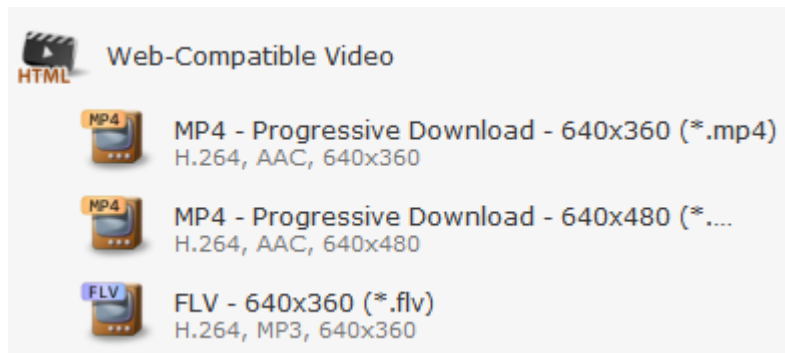 HTML
Web-Compatible Video
MP4
MP4 - Progressive Download - 640x360 (*.mp4)
H.264, AAC, 640x360
MP4
MP4 - Progressive Download - 640x480 (*....
H.264, AAC, 640x480
FLV
FLV - 640x360 (*.flv)
H.264, MP3, 640x360